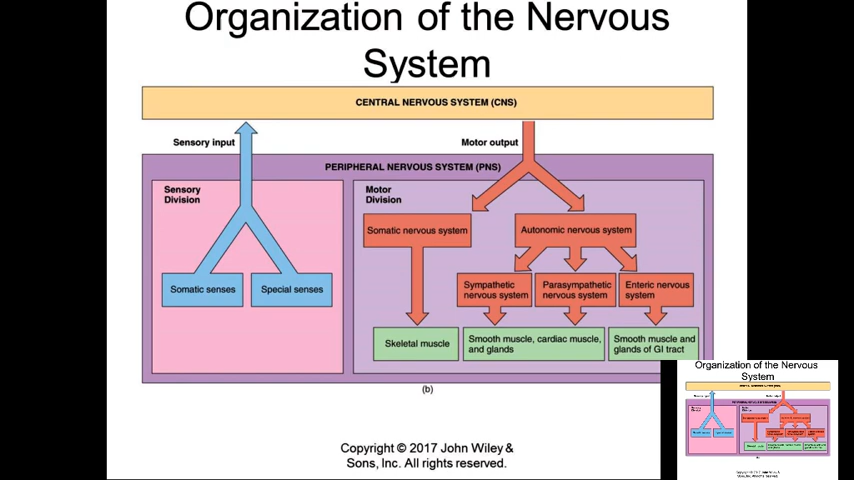 Organization of the Nervous
System
CENTRAL NERVOUS SYSTEM (CNS)
Sensory input
Motor output
PERIPHERAL NERVOUS SYSTEM (PNS)
Sensory
Division
Motor
Division
Somatic nervous system
Autonomic nervous system
Somatic senses
Special senses
Sympathetic
nervous system
Parasympathetic
nervous system
Enteric nervous
system
Skeletal muscle
Smooth muscle, cardiac muscle,
and glands
Smooth muscle and
glands of GI tract
(b)
Copyright © 2017 John Wiley &
Sons, Inc. All rights reserved.
Organization of the Nervous
System